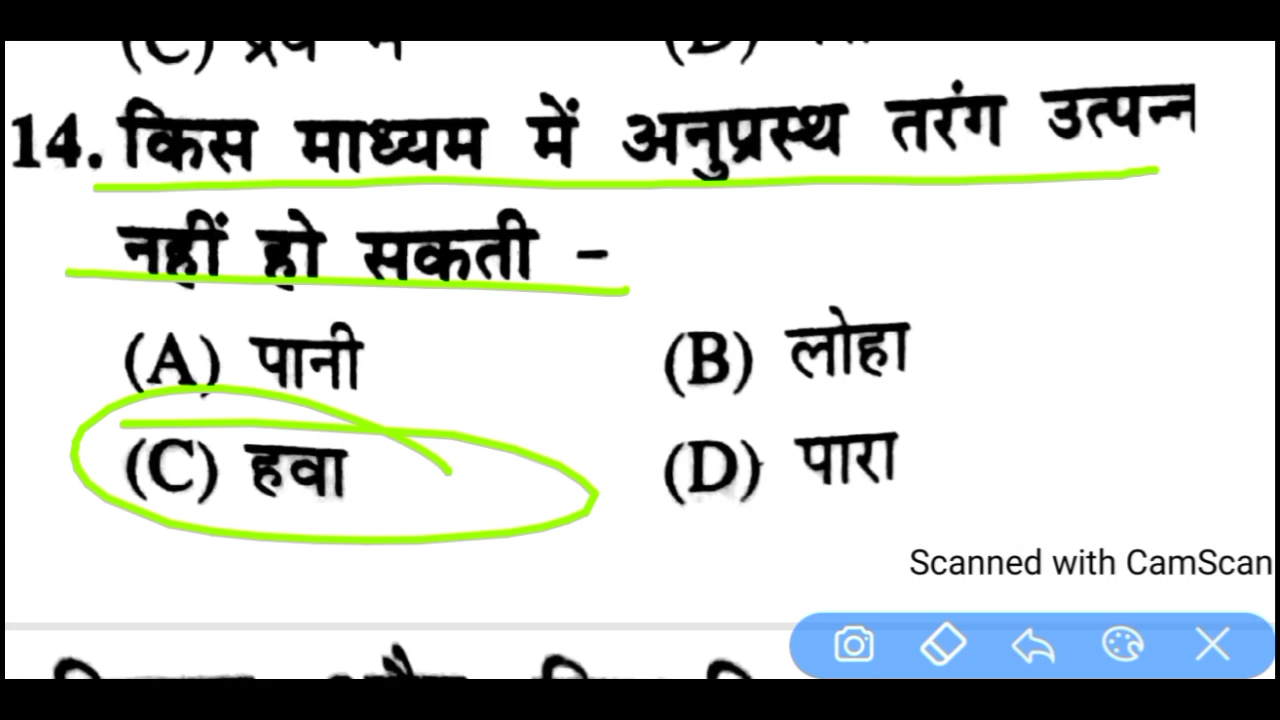 14. किस माध्यम में अनुप्रस्थ तरंग उत्पन्न
नहीं हो सकती -
(A) पानी (B) लोहा
(C) हवा (D) पारा
Scanned with CamScan